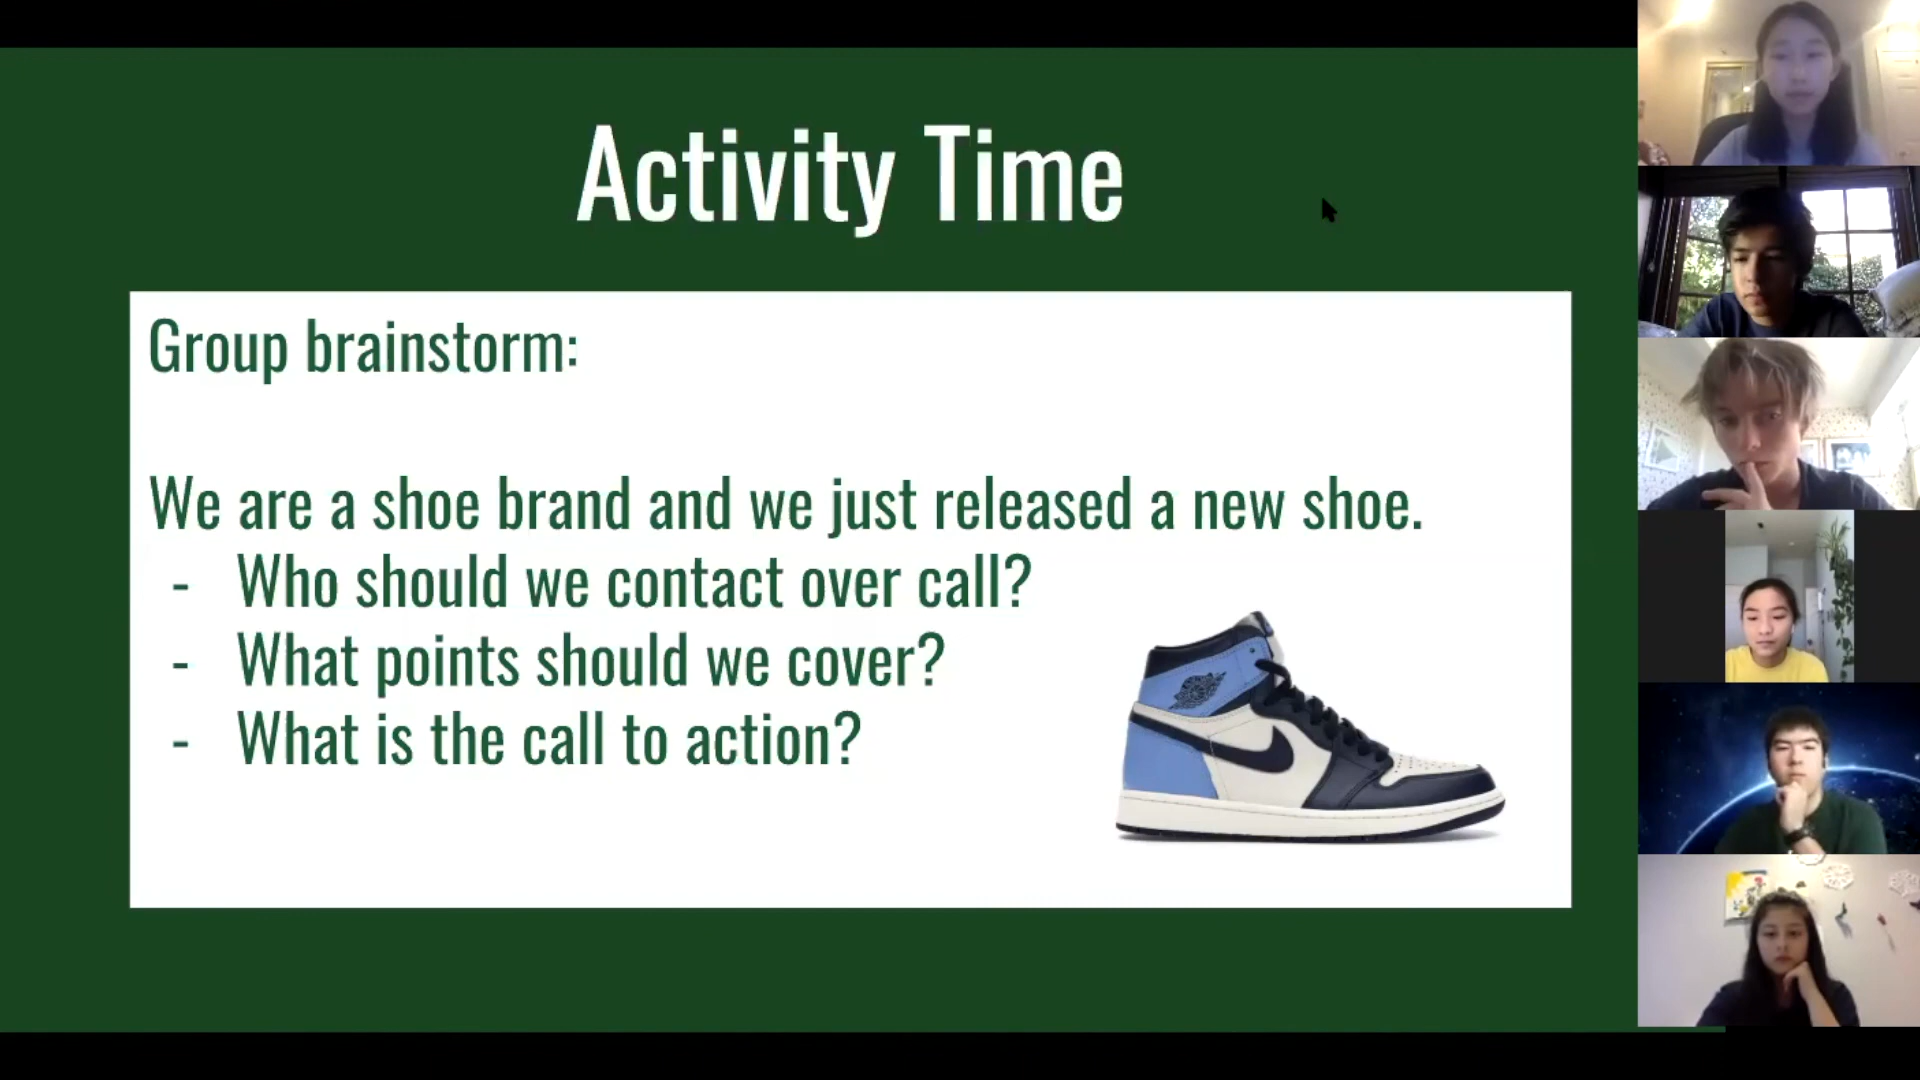 Activity Time
Group brainstorm:
We are a shoe brand and we just released a new shoe.
- Who should we contact over call?
- What points should we cover?
- What is the call to action?